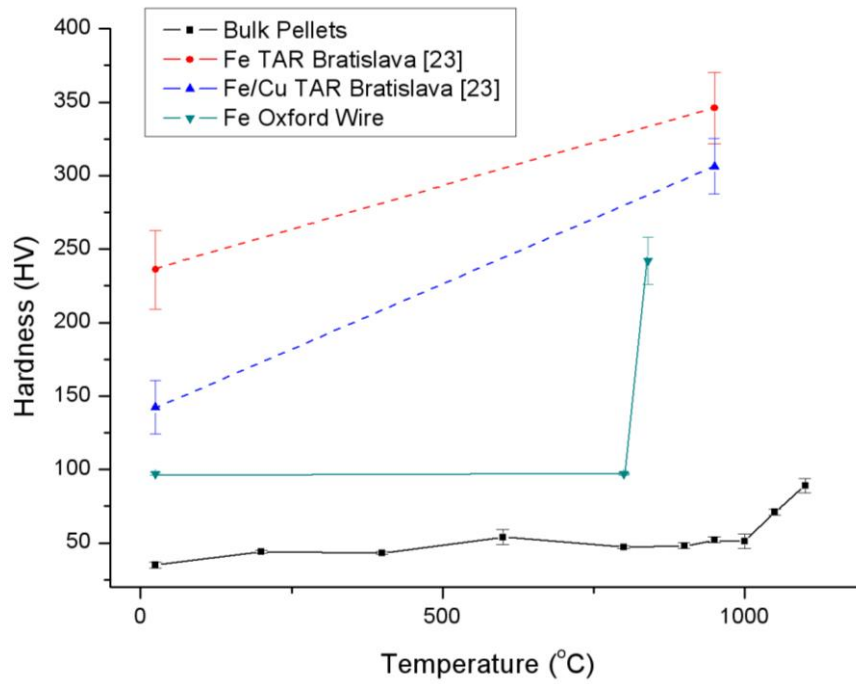 Bulk Pellets
Fe TAR Bratislava [23]
Fe/Cu TAR Bratislava [23]
Fe Oxford Wire
400
350
300
250
200
150
100
50
Hardness (HV)
0
500
1000
Temperature (°C)